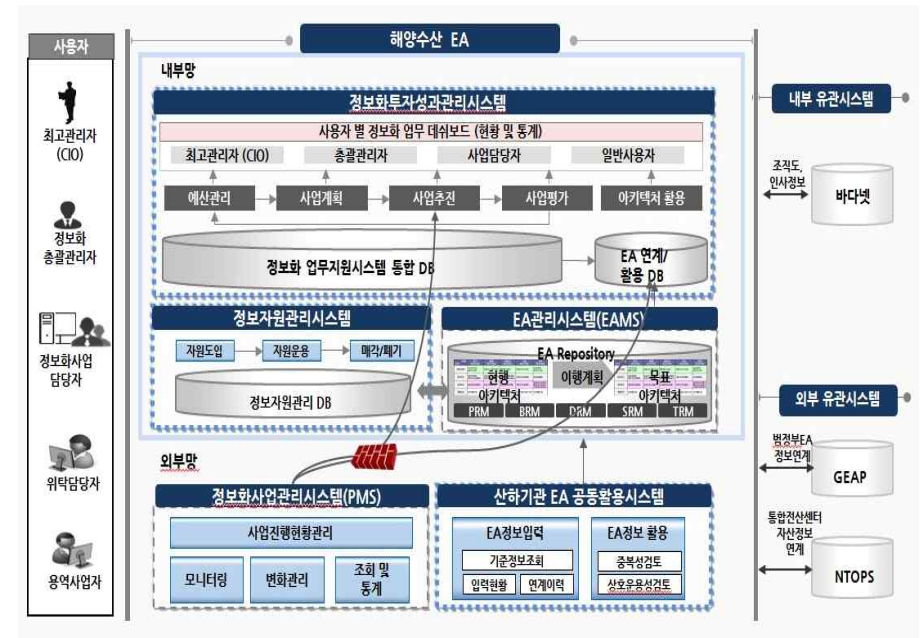 해양수산 EA
사용자
최고관리자
(CIO)
정보화
총괄관리자
정보화사업
담당자
위탁담당자
용역사업자
내부망
정보화투자성과관리시스템
사용자 별 정보화 업무 데쉬보드 (현황 및 통계)
최고관리자 (CIO)
총괄관리자
사업담당자
일반사용자
예산관리
사업계획
사업추진
사업평가
아키텍처 활용
정보화 업무지원시스템 통합 DB
EA 연계/
활용 DB
정보자원관리시스템
자원도입
자원운용
매각/폐기
정보자원관리 DB
EA관리시스템(EAMS)
EA Repository
현행
아키텍처
이행계획
목표
아키텍처
PRM
BRM
DRM
SRM
TRM
외부망
정보화사업관리시스템(PMS)
사업진행현황관리
모니터링
변화관리
조회 및
통계
산하기관 EA 공동활용시스템
EA정보입력
기준정보조회
입력현황
연계이력
EA정보 활용
중복성검토
상호운용성검토
내부 유관시스템
조직도,
인사정보
바다넷
외부 유관시스템
범정부EA
정보연계
GEAP
통합전산센터
자산정보
연계
NTOPS